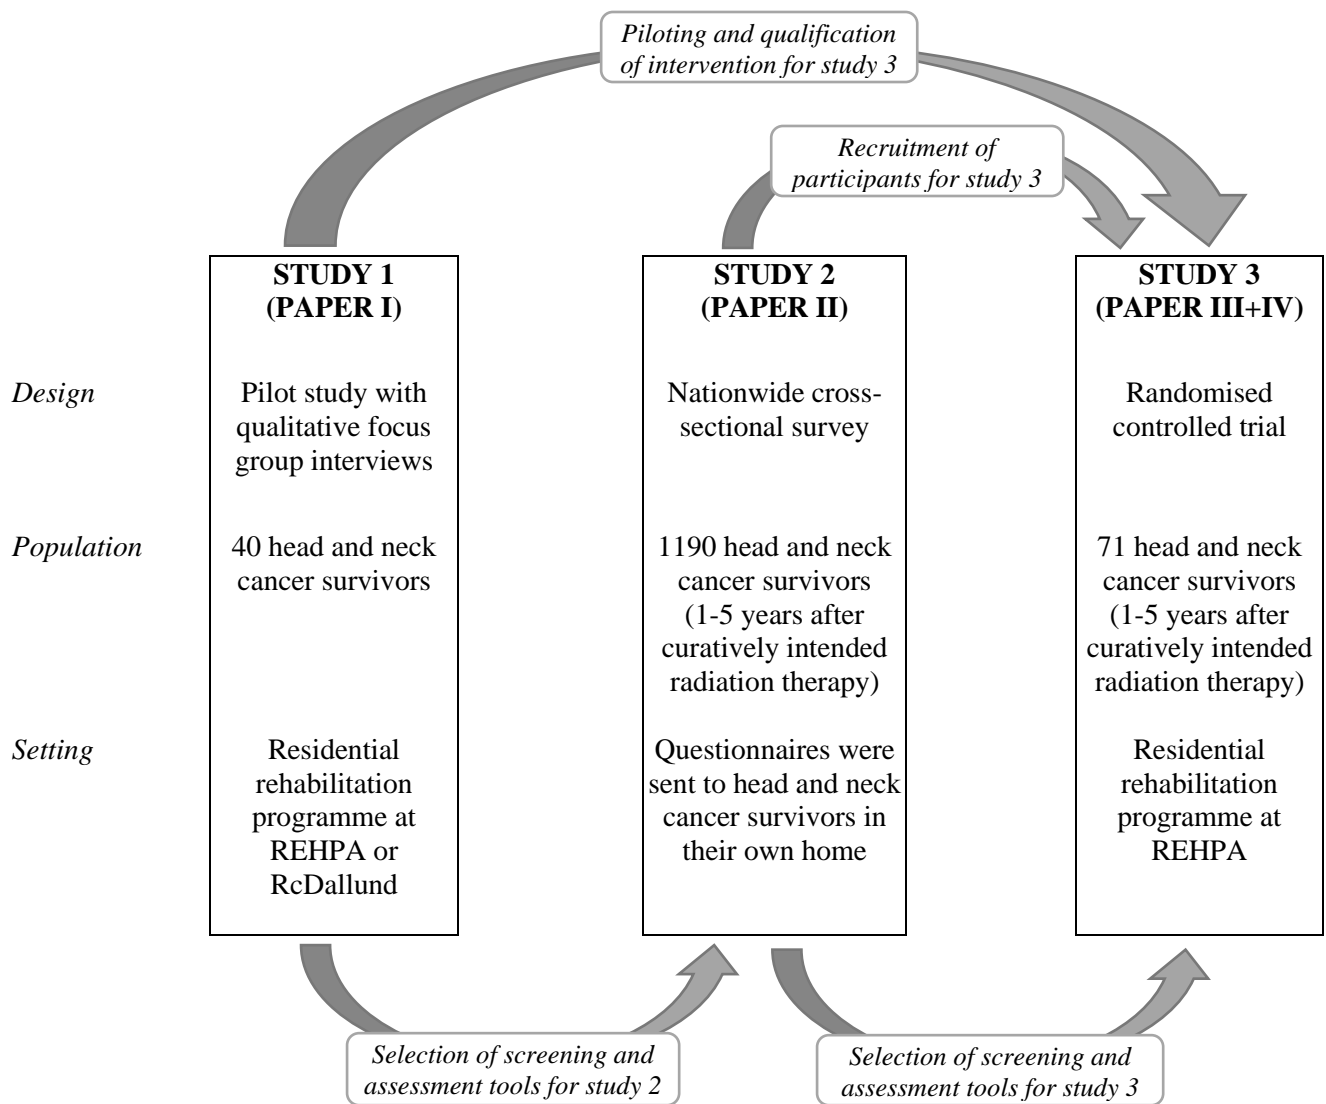 Piloting and qualification
of intervention for study 3
Recruitment of
participants for study 3
STUDY 1
(PAPER I)
STUDY 2
(PAPER II)
STUDY 3
(PAPER III+IV)
Design
Pilot study with
qualitative focus
group interviews
Nationwide cross-
sectional survey
Randomised
controlled trial
Population
40 head and neck
cancer survivors
1190 head and neck
cancer survivors
(1-5 years after
curatively intended
radiation therapy)
71 head and neck
cancer survivors
(1-5 years after
curatively intended
radiation therapy)
Setting
Residential
rehabilitation
programme at
REHPA or
RcDallund
Questionnaires were
sent to head and neck
cancer survivors in
their own home
Residential
rehabilitation
programme at
REHPA
Selection of screening and
assessment tools for study 2
Selection of screening and
assessment tools for study 3